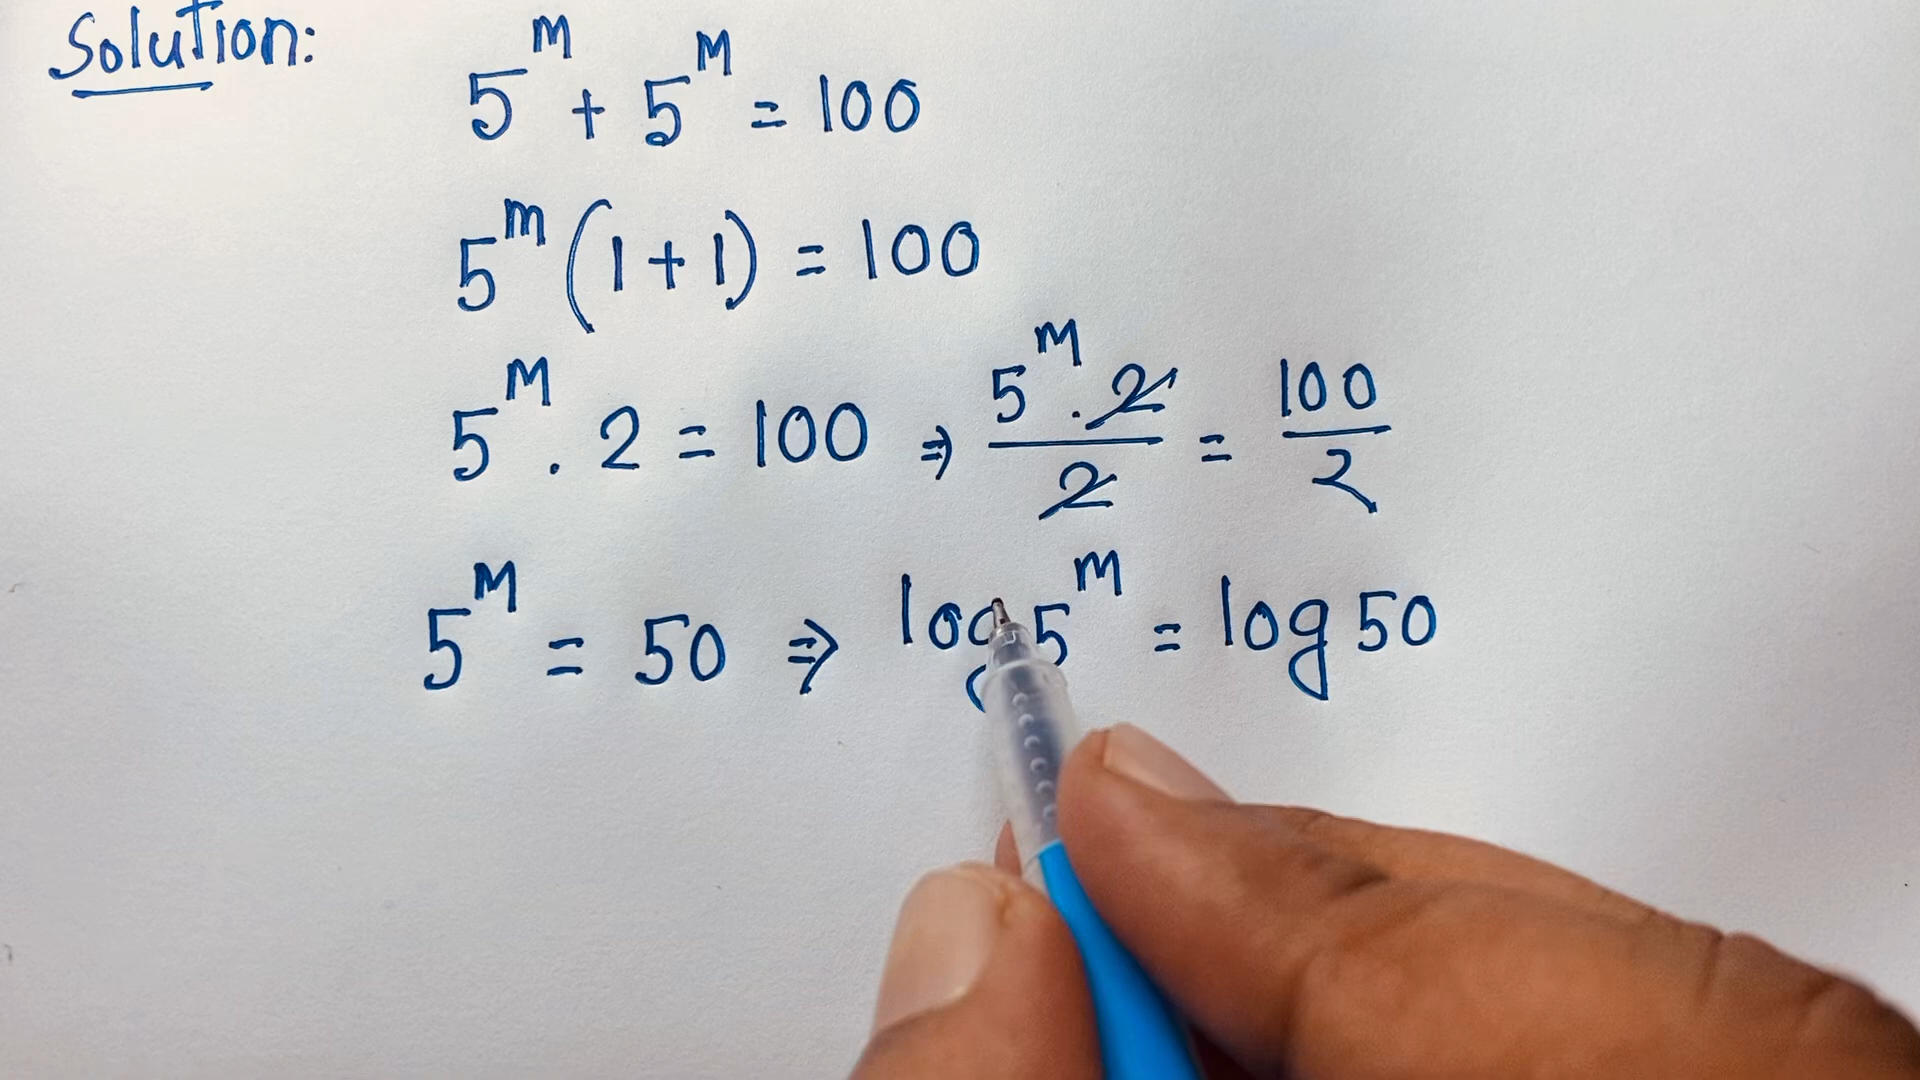 Solution:
5^m + 5^m = 100
5^m (1+1) = 100
5^m . 2 = 100 ⇒ 5^m . 2 / 2 = 100 / 2
5^m = 50 ⇒ log 5^m = log 50